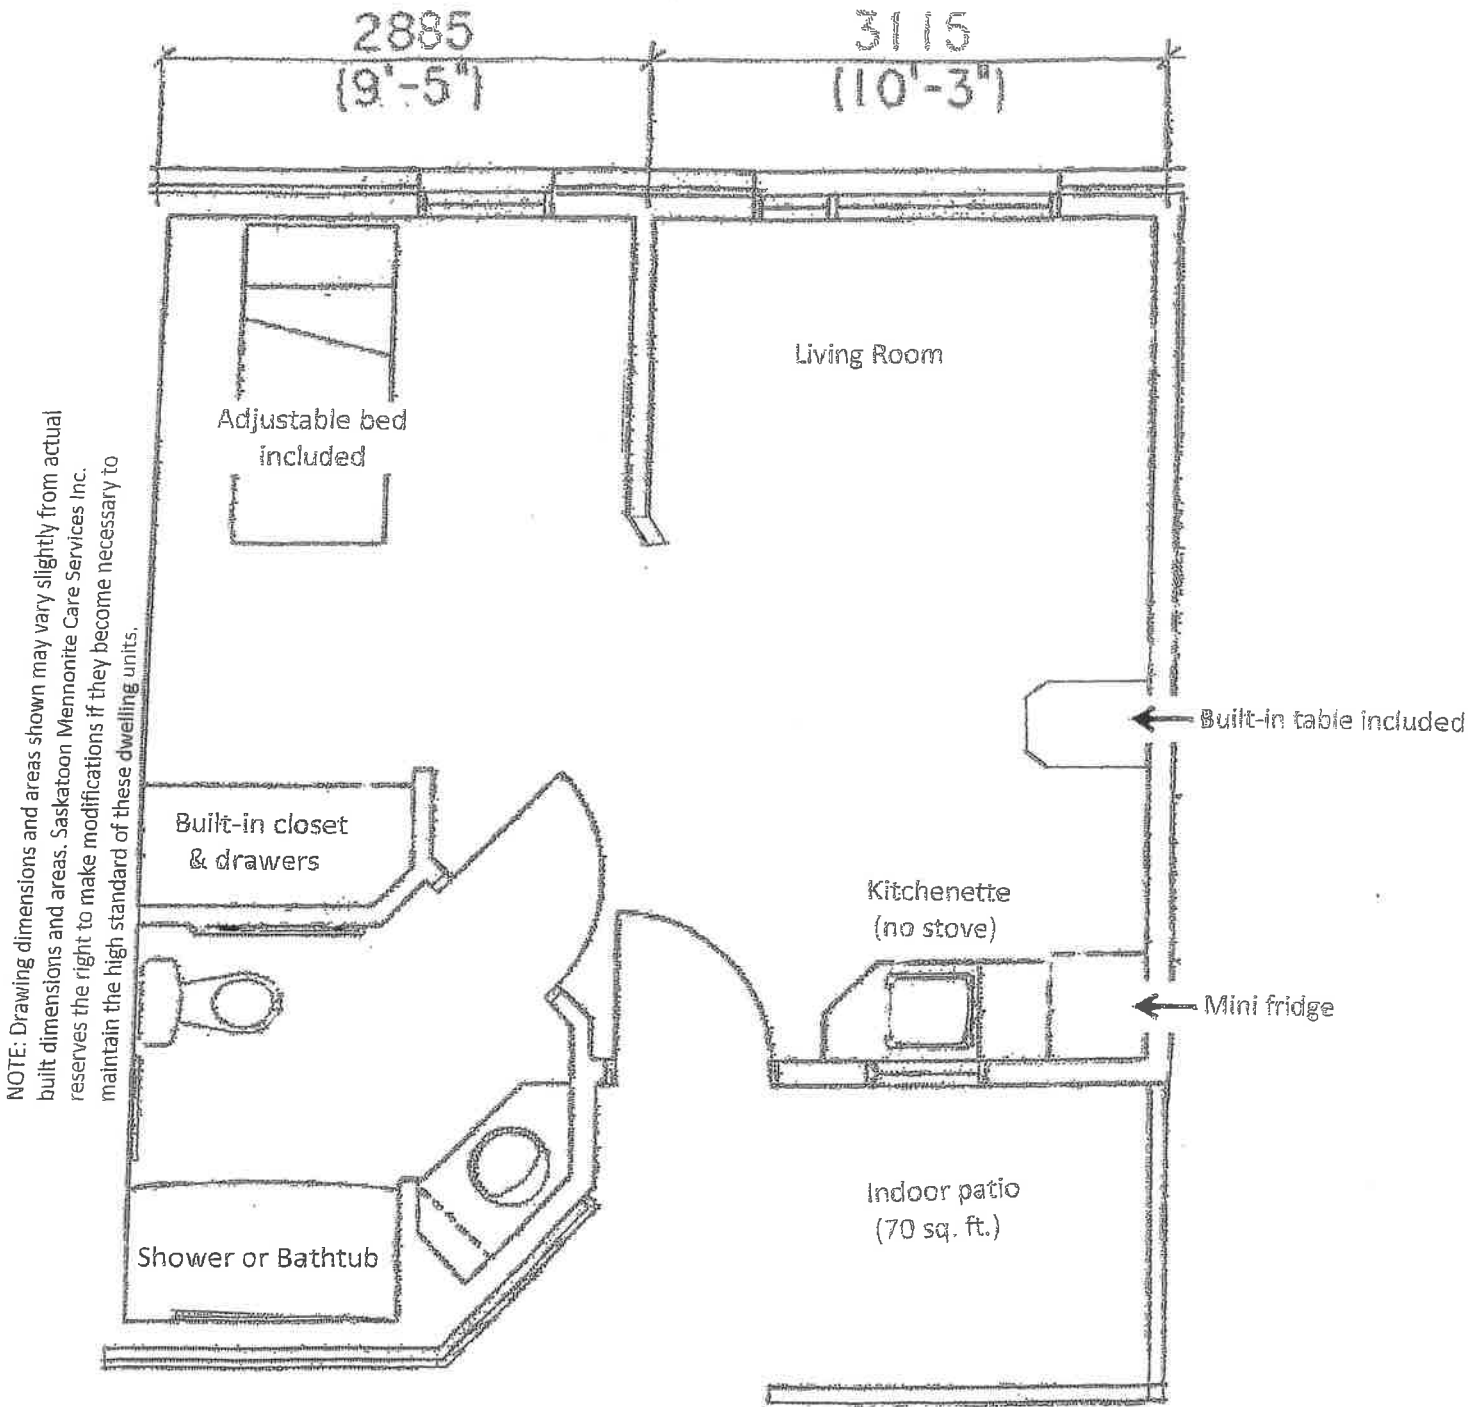 2885
(9'-5")
3115
(10'-3")
Living Room
Adjustable bed
included
NOTE: Drawing dimensions and areas shown may vary slightly from actual
built dimensions and areas. Saskatoon Mennonite Care Services Inc.
reserves the right to make modifications if they become necessary to
maintain the high standard of these dwelling units.
Built-in table included
Built-in closet
& drawers
Kitchenette
(no stove)
Mini fridge
Indoor patio
(70 sq. ft.)
Shower or Bathtub